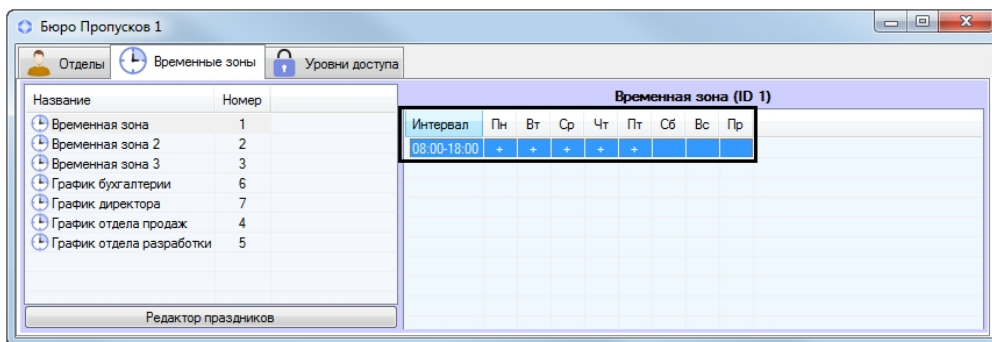 Бюро Пропусков 1
Отделы Временные зоны Уровни доступа
Название Номер
Временная зона 1
Временная зона 2 2
Временная зона 3 3
График бухгалтерии 6
График директора 7
График отдела продаж 4
График отдела разработки 5
Редактор праздников
Временная зона (ID 1)
Интервал Пн Вт Ср Чт Пт Сб Вс Пр
08:00-18:00 + + + + +